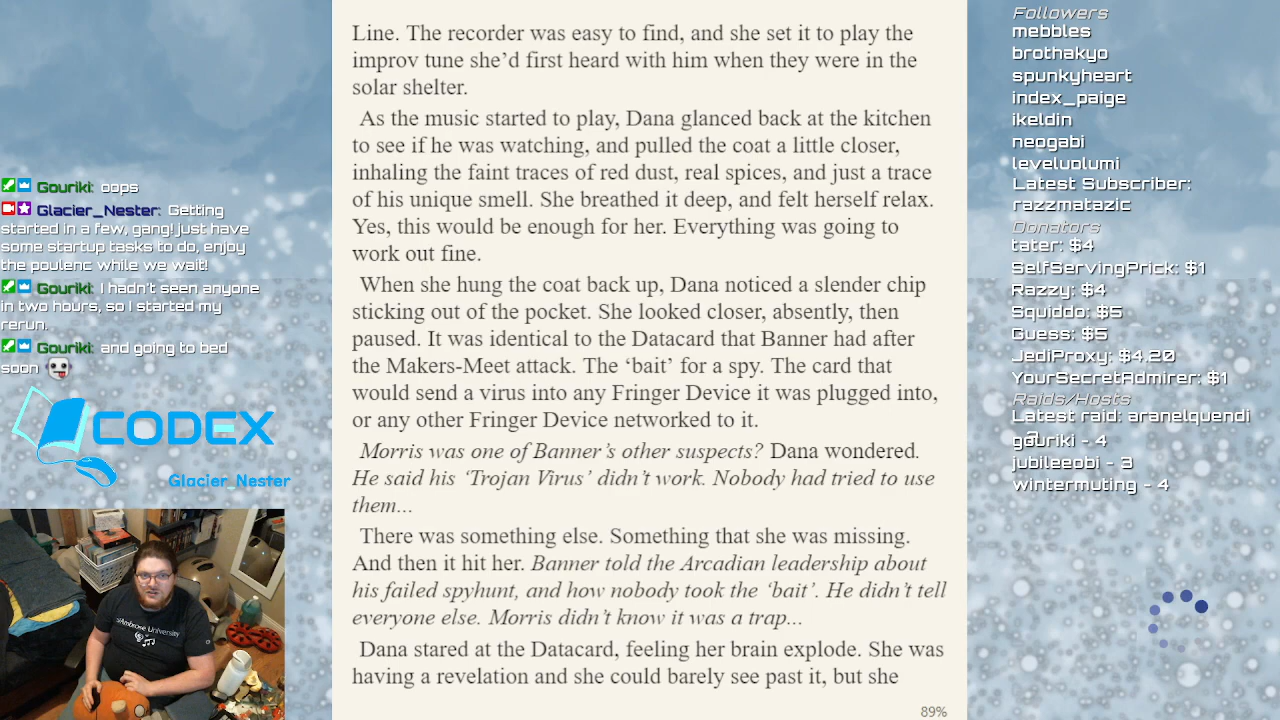 Gouriki: oops
Glacier_Nester: Getting
started in a few, gang! just have
some startup tasks to do, enjoy
the poulenc while we wait!
Gouriki: I hadn't seen anyone
in two hours, so I started my
rerun.
Gouriki: and going to bed
soon
CODEX
Glacier_Nester
St. Ambrose University
Line. The recorder was easy to find, and she set it to play the
improv tune she’d first heard with him when they were in the
solar shelter.
As the music started to play, Dana glanced back at the kitchen
to see if he was watching, and pulled the coat a little closer,
inhaling the faint traces of red dust, real spices, and just a trace
of his unique smell. She breathed it deep, and felt herself relax.
Yes, this would be enough for her. Everything was going to
work out fine.
When she hung the coat back up, Dana noticed a slender chip
sticking out of the pocket. She looked closer, absently, then
paused. It was identical to the Datacard that Banner had after
the Makers-Meet attack. The ‘bait’ for a spy. The card that
would send a virus into any Fringer Device it was plugged into,
or any other Fringer Device networked to it.
Morris was one of Banner’s other suspects? Dana wondered.
He said his ‘Trojan Virus’ didn’t work. Nobody had tried to use
them...
There was something else. Something that she was missing.
And then it hit her. Banner told the Arcadian leadership about
his failed spyhunt, and how nobody took the ‘bait’. He didn’t tell
everyone else. Morris didn’t know it was a trap...
Dana stared at the Datacard, feeling her brain explode. She was
having a revelation and she could barely see past it, but she
89%
Followers
mebbles
brothakyo
spunkyheart
index_paige
ikeldin
neogabi
leveluplumi
Latest Subscriber:
razzmatazic
Donators
tater: $4
SelfServingPrick: $1
Razzy: $4
Squiddo: $5
Guess: $5
JediProxy: $4.20
YourSecretAdmirer: $1
Raids/Hosts
Latest raid: aranelquendi
gouriki - 4
jubileeobi - 3
wintermuting - 4